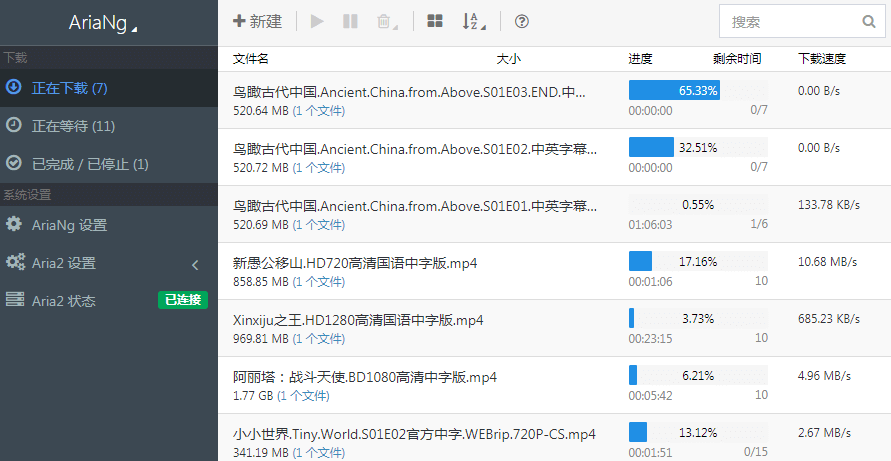 AriaNg
下载
正在下载 (7)
正在等待 (11)
已完成 / 已停止 (1)
系统设置
AriaNg 设置
Aria2 设置
Aria2 状态 已连接
新建
搜索
文件名 大小 进度 剩余时间 下载速度
鸟瞰古代中国.Ancient.China.from.Above.S01E03.END.中... 65.33% 0.00 B/s
520.64 MB (1 个文件) 00:00:00 0/7
鸟瞰古代中国.Ancient.China.from.Above.S01E02.中英字幕... 32.51% 0.00 B/s
520.72 MB (1 个文件) 00:00:00 0/7
鸟瞰古代中国.Ancient.China.from.Above.S01E01.中英字幕... 0.55% 133.78 KB/s
520.69 MB (1 个文件) 01:06:03 1/6
新愚公移山.HD720高清国语中字版.mp4 17.16% 10.68 MB/s
858.85 MB (1 个文件) 00:01:06 10
Xinxiju之王.HD1280高清国语中字版.mp4 3.73% 685.23 KB/s
969.81 MB (1 个文件) 00:23:15 10
阿丽塔：战斗天使.BD1080高清中字版.mp4 6.21% 4.96 MB/s
1.77 GB (1 个文件) 00:05:42 10
小小世界.Tiny.World.S01E02官方中字.WEBrip.720P-CS.mp4 13.12% 2.67 MB/s
341.19 MB (1 个文件) 00:01:51 0/15